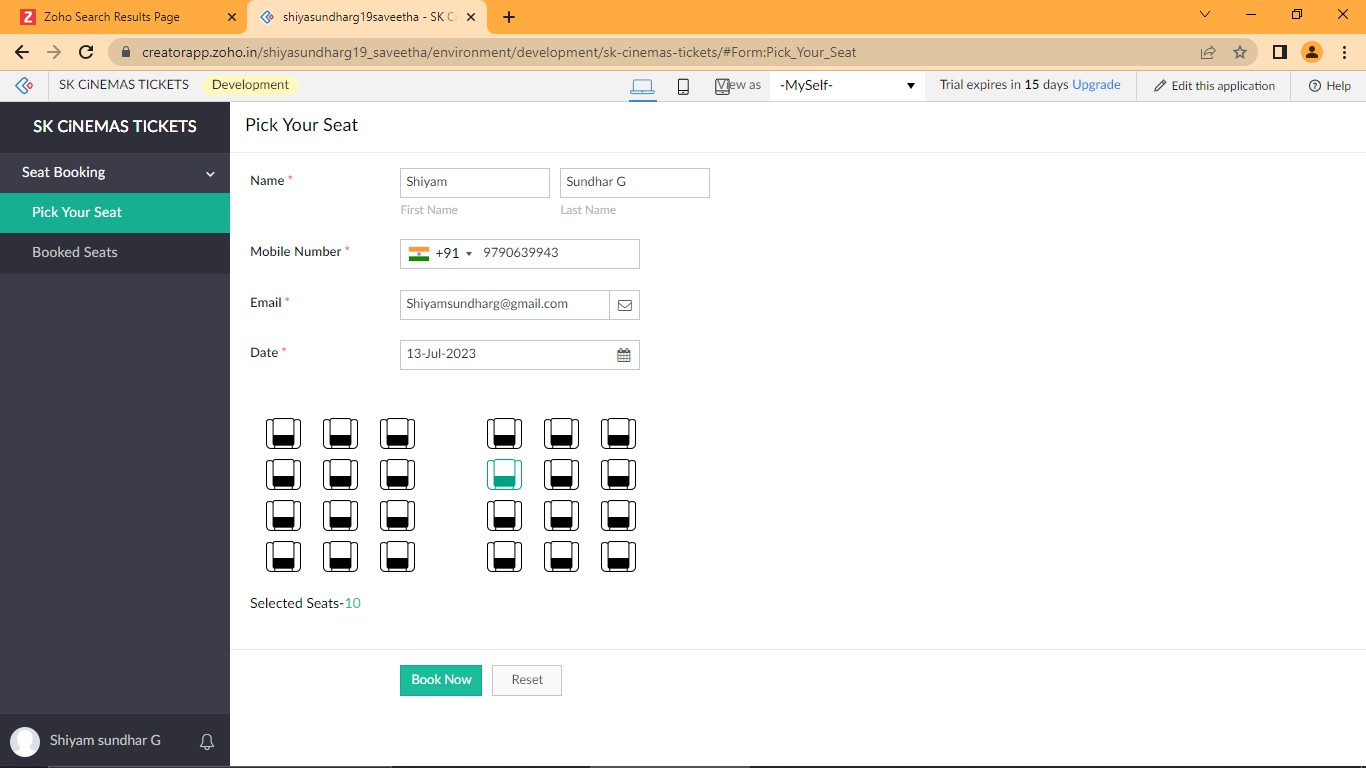 Zoho Search Results Page
shiyasundharg19saveetha - SK C
creatorapp.zoho.in/shiyasundharg19_saveetha/environment/development/sk-cinemas-tickets/#Form:Pick_Your_Seat
SK CiNEMAS TICKETS Development View as -MySelf- Trial expires in 15 days Upgrade Edit this application Help
SK CiNEMAS TICKETS
Pick Your Seat
Seat Booking
Pick Your Seat
Booked Seats
Name * Shiyam Sundhar G
First Name Last Name
Mobile Number * +91 9790639943
Email * Shiyamsundharg@gmail.com
Date * 13-Jul-2023
Selected Seats-10
Book Now Reset
Shiyam sundhar G